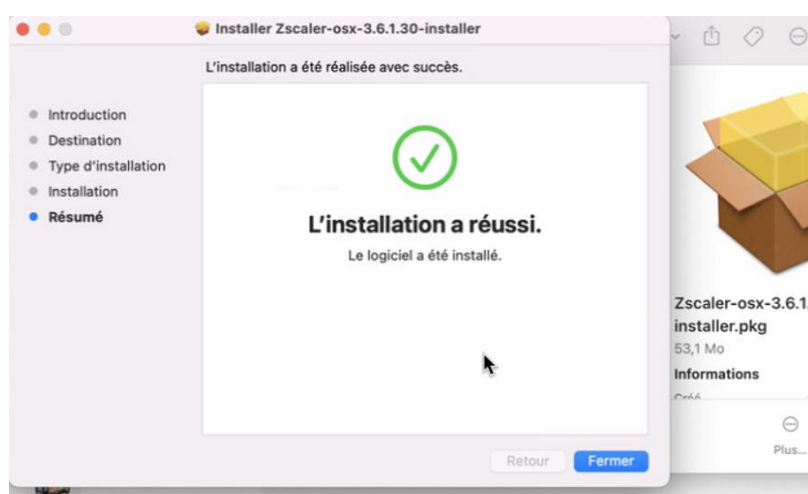 Installer Zscaler-osx-3.6.1.30-installer
L'installation a été réalisée avec succès.
Introduction
Destination
Type d'installation
Installation
Résumé
L'installation a réussi.
Le logiciel a été installé.
Retour
Fermer
Zscaler-osx-3.6.1.
installer.pkg
53,1 Mo
Informations
Créé
Plus...